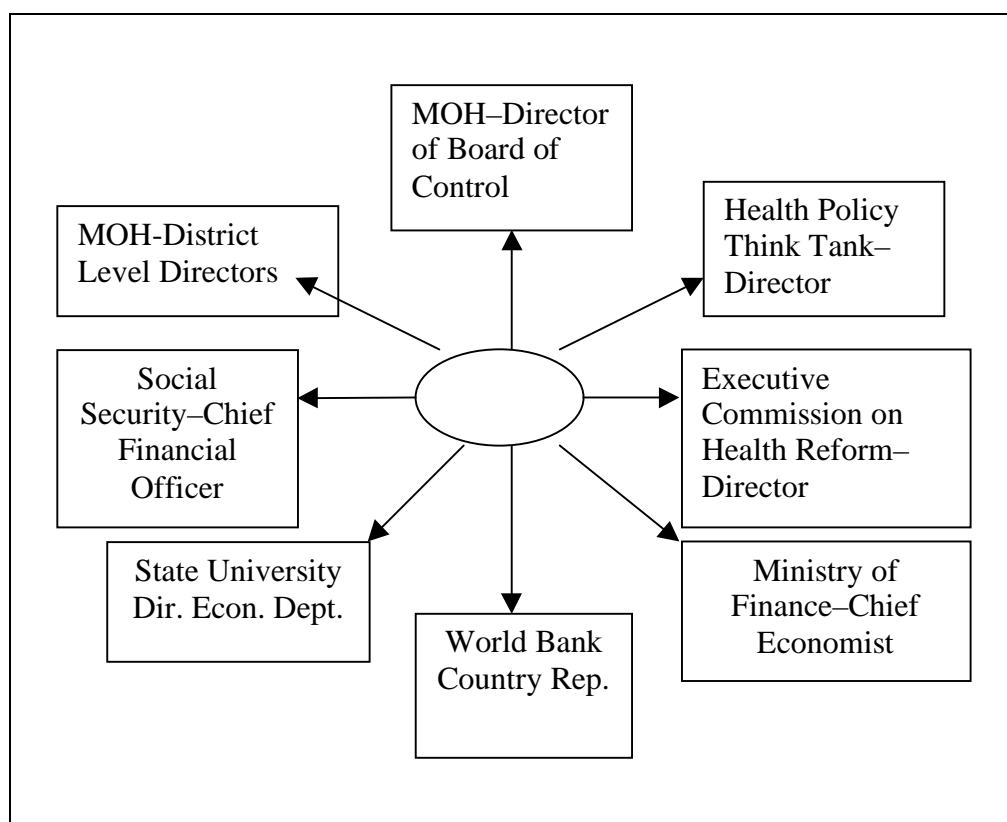 MOH–Director
of Board of
Control
MOH-District
Level Directors
Health Policy
Think Tank–
Director
Social
Security–Chief
Financial
Officer
Executive
Commission on
Health Reform–
Director
State University
Dir. Econ. Dept.
World Bank
Country Rep.
Ministry of
Finance–Chief
Economist